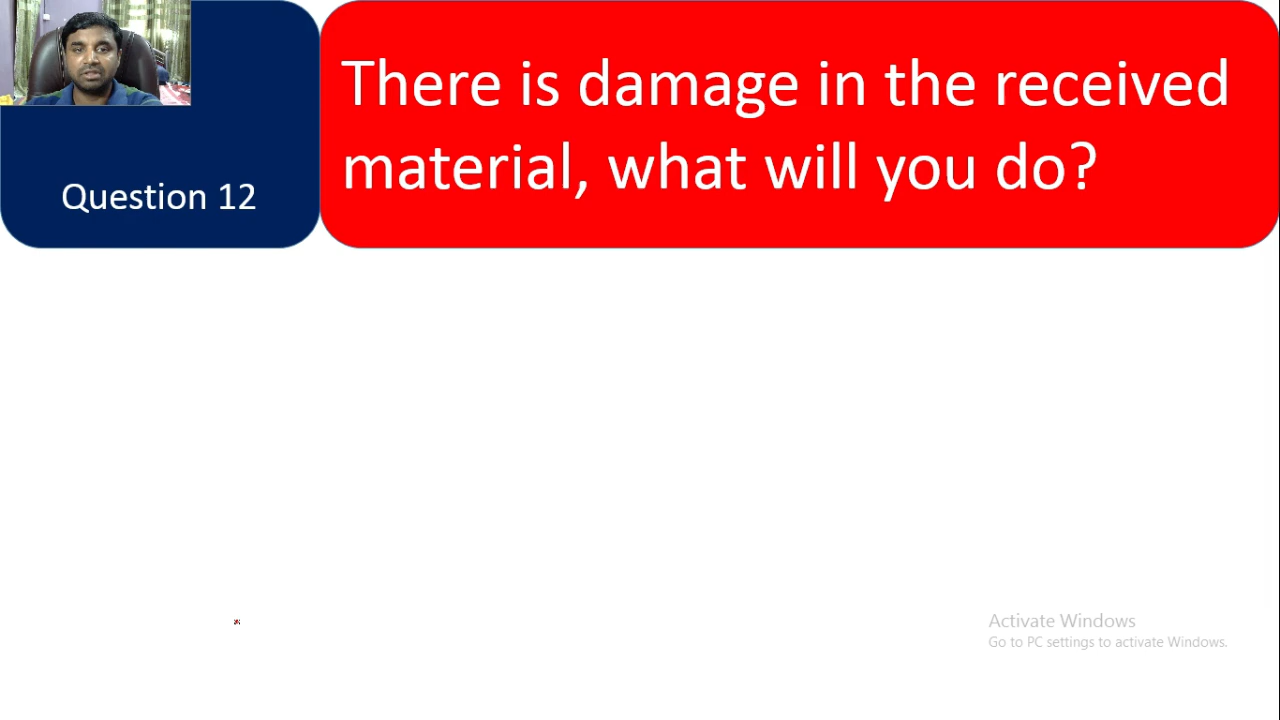 Question 12
There is damage in the received
material, what will you do?
Activate Windows
Go to PC settings to activate Windows.